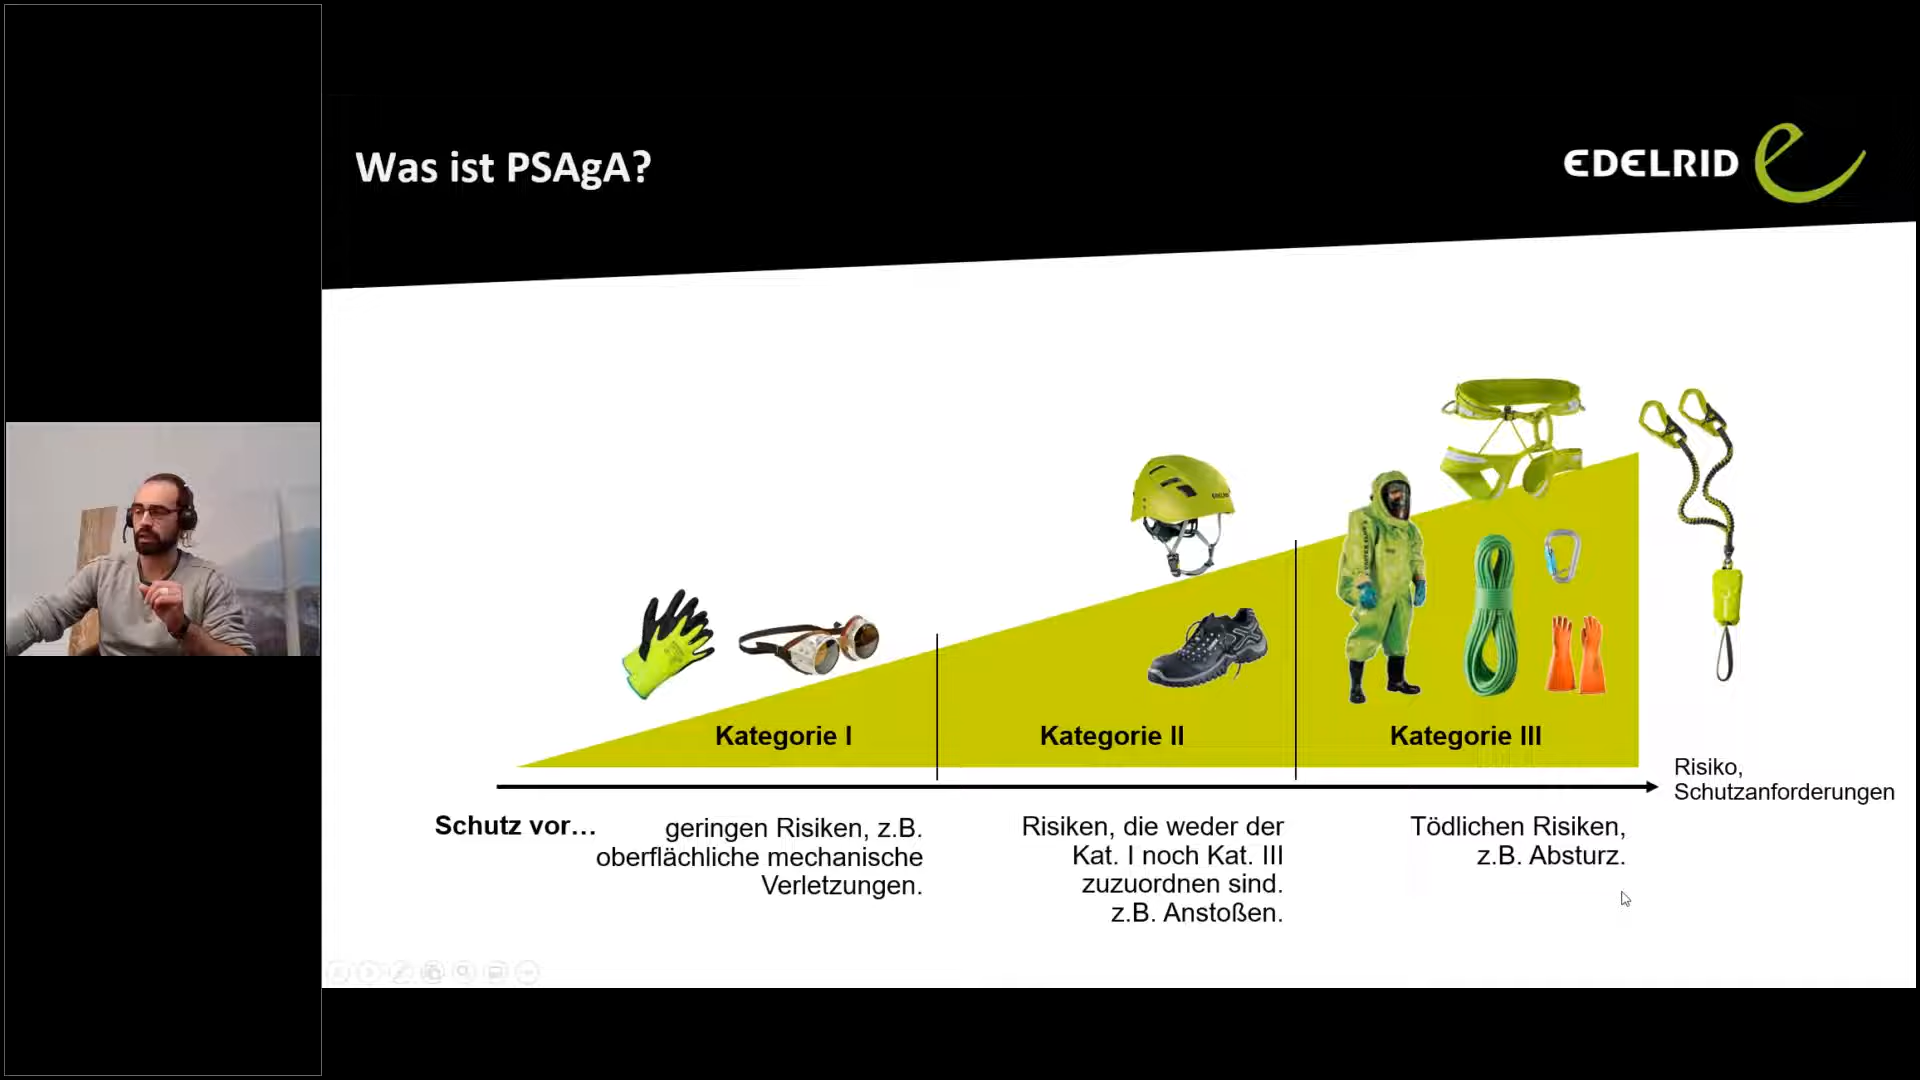 Was ist PSAgA?
EDELRID
EDELRID
Kategorie I
Kategorie II
Kategorie III
Risiko,
Schutzanforderungen
Schutz vor...
geringen Risiken, z.B.
oberflächliche mechanische
Verletzungen.
Risiken, die weder der
Kat. I noch Kat. III
zuzuordnen sind.
z.B. Anstoßen.
Tödlichen Risiken,
z.B. Absturz.